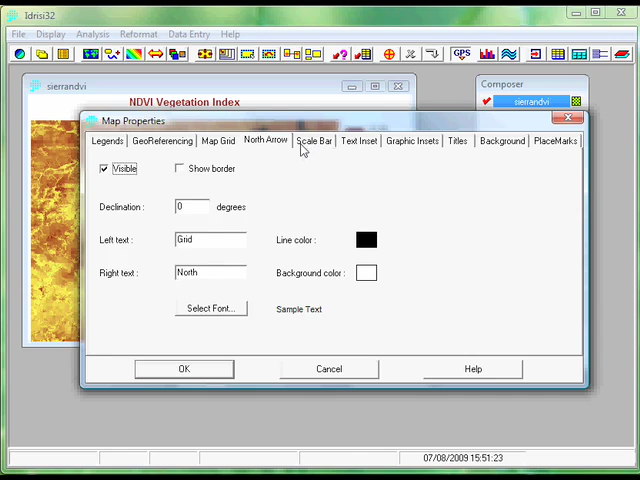 Idrisi32
File Display Analysis Reformat Data Entry Help
GPS
sierrandvi
Composer
NDVI Vegetation Index
sierrandvi
Map Properties
Legends GeoReferencing Map Grid North Arrow Scale Bar Text Inset Graphic Insets Titles Background PlaceMarks
Visible Show border
Declination : 0 degrees
Left text : Grid Line color :
Right text : North Background color :
Select Font... Sample Text
OK Cancel Help
07/08/2009 15:51:23